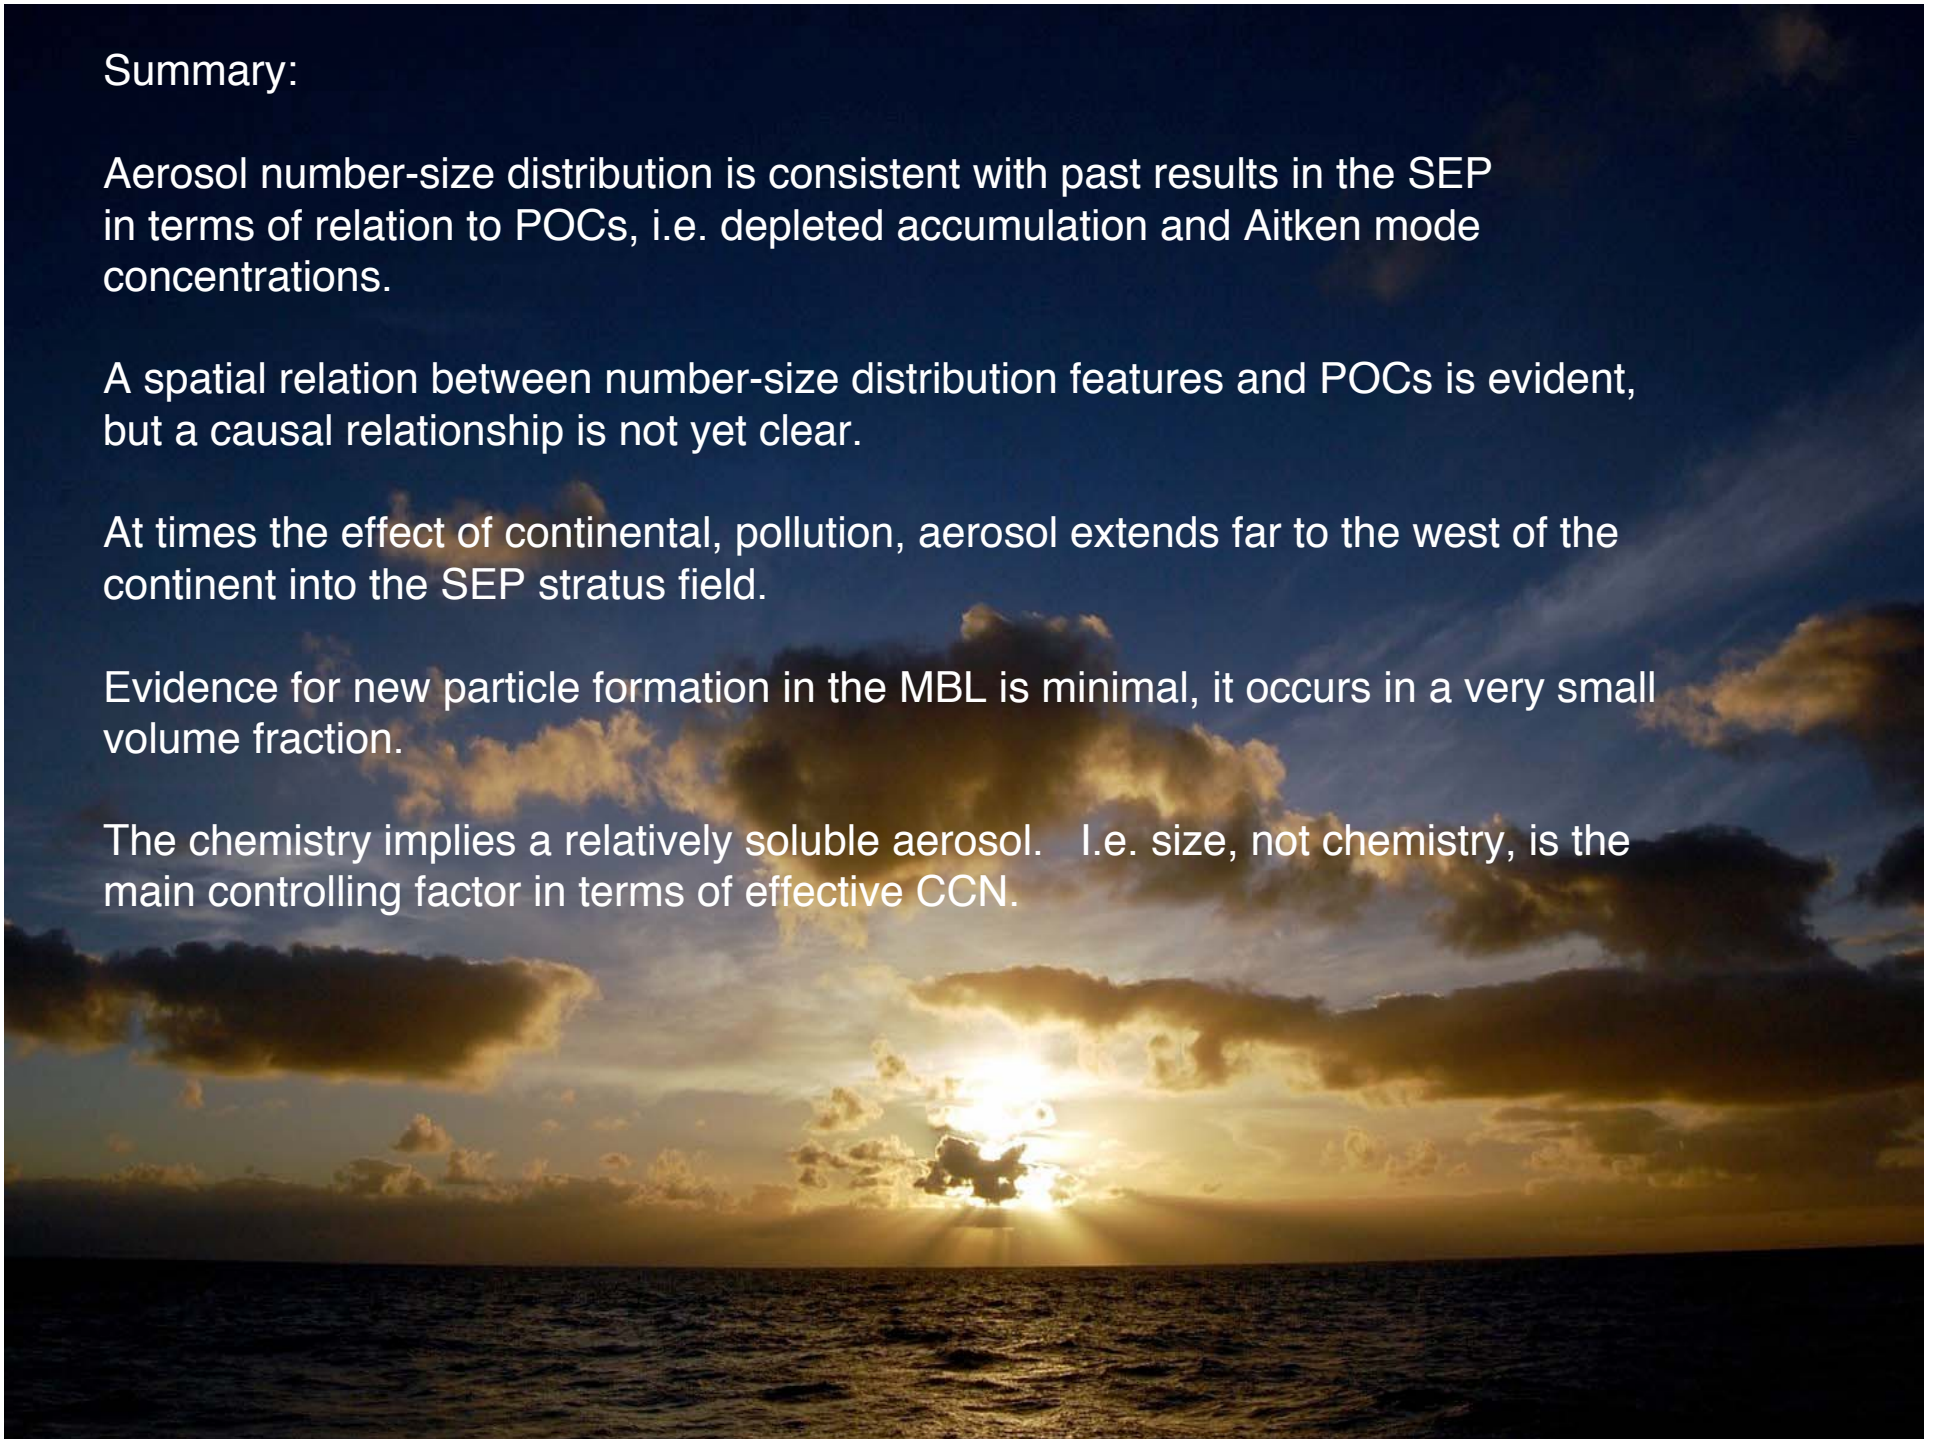 Summary:
Aerosol number-size distribution is consistent with past results in the SEP
in terms of relation to POCs, i.e. depleted accumulation and Aitken mode
concentrations.
A spatial relation between number-size distribution features and POCs is evident,
but a causal relationship is not yet clear.
At times the effect of continental, pollution, aerosol extends far to the west of the
continent into the SEP stratus field.
Evidence for new particle formation in the MBL is minimal, it occurs in a very small
volume fraction.
The chemistry implies a relatively soluble aerosol.   I.e. size, not chemistry, is the
main controlling factor in terms of effective CCN.